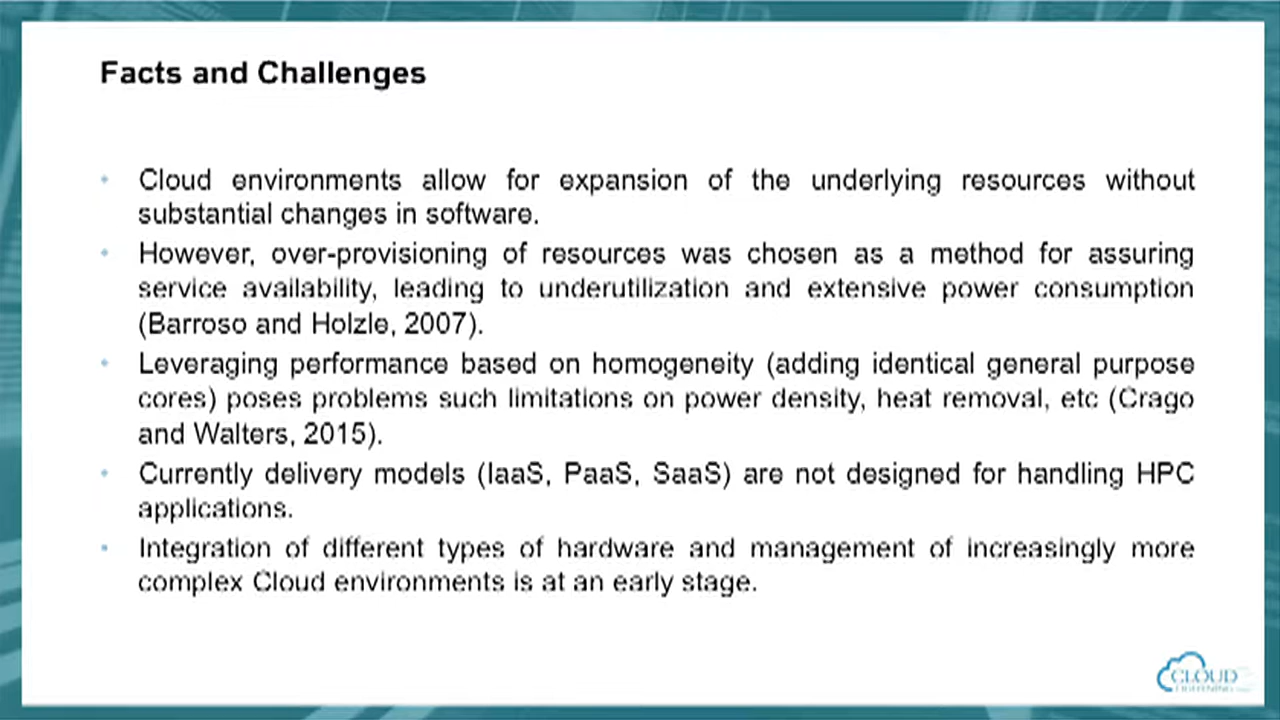 Facts and Challenges
Cloud environments allow for expansion of the underlying resources without
substantial changes in software.
However, over-provisioning of resources was chosen as a method for assuring
service availability, leading to underutilization and extensive power consumption
(Barroso and Holzle, 2007).
Leveraging performance based on homogeneity (adding identical general purpose
cores) poses problems such limitations on power density, heat removal, etc (Crago
and Walters, 2015).
Currently delivery models (IaaS, PaaS, SaaS) are not designed for handling HPC
applications.
Integration of different types of hardware and management of increasingly more
complex Cloud environments is at an early stage.
CLOUD
LIGHTNING